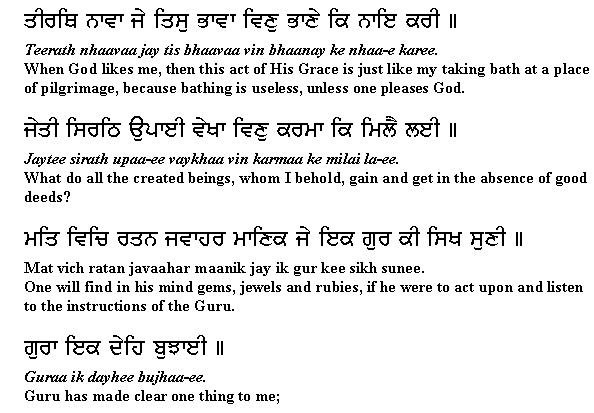 ਤੀਰਥਿ ਨਾਵਾ ਜੇ ਤਿਸੁ ਭਾਵਾ ਵਿਣੁ ਭਾਣੇ ਕਿ ਨਾਇ ਕਰੀ ॥
Teerath nhaavaa jay tis bhaavaa vin bhaanay ke nhaa-e karee.
When God likes me, then this act of His Grace is just like my taking bath at a place
of pilgrimage, because bathing is useless, unless one pleases God.
ਜੇਤੀ ਸਿਰਠਿ ਉਪਾਈ ਵੇਖਾ ਵਿਣੁ ਕਰਮਾ ਕਿ ਮਿਲੈ ਲਈ ॥
Jaytee sirath upaa-ee vaykhaa vin karmaa ke milai la-ee.
What do all the created beings, whom I behold, gain and get in the absence of good
deeds?
ਮਤਿ ਵਿਚਿ ਰਤਨ ਜਵਾਹਰ ਮਾਣਿਕ ਜੇ ਇਕ ਗੁਰ ਕੀ ਸਿਖ ਸੁਣੀ ॥
Mat vich ratan javaahar maanik jay ik gur kee sikh sunee.
One will find in his mind gems, jewels and rubies, if he were to act upon and listen
to the instructions of the Guru.
ਗੁਰਾ ਇਕ ਦੇਹਿ ਬੁਝਾਈ ॥
Guraa ik dayhee bujhaa-ee.
Guru has made clear one thing to me;